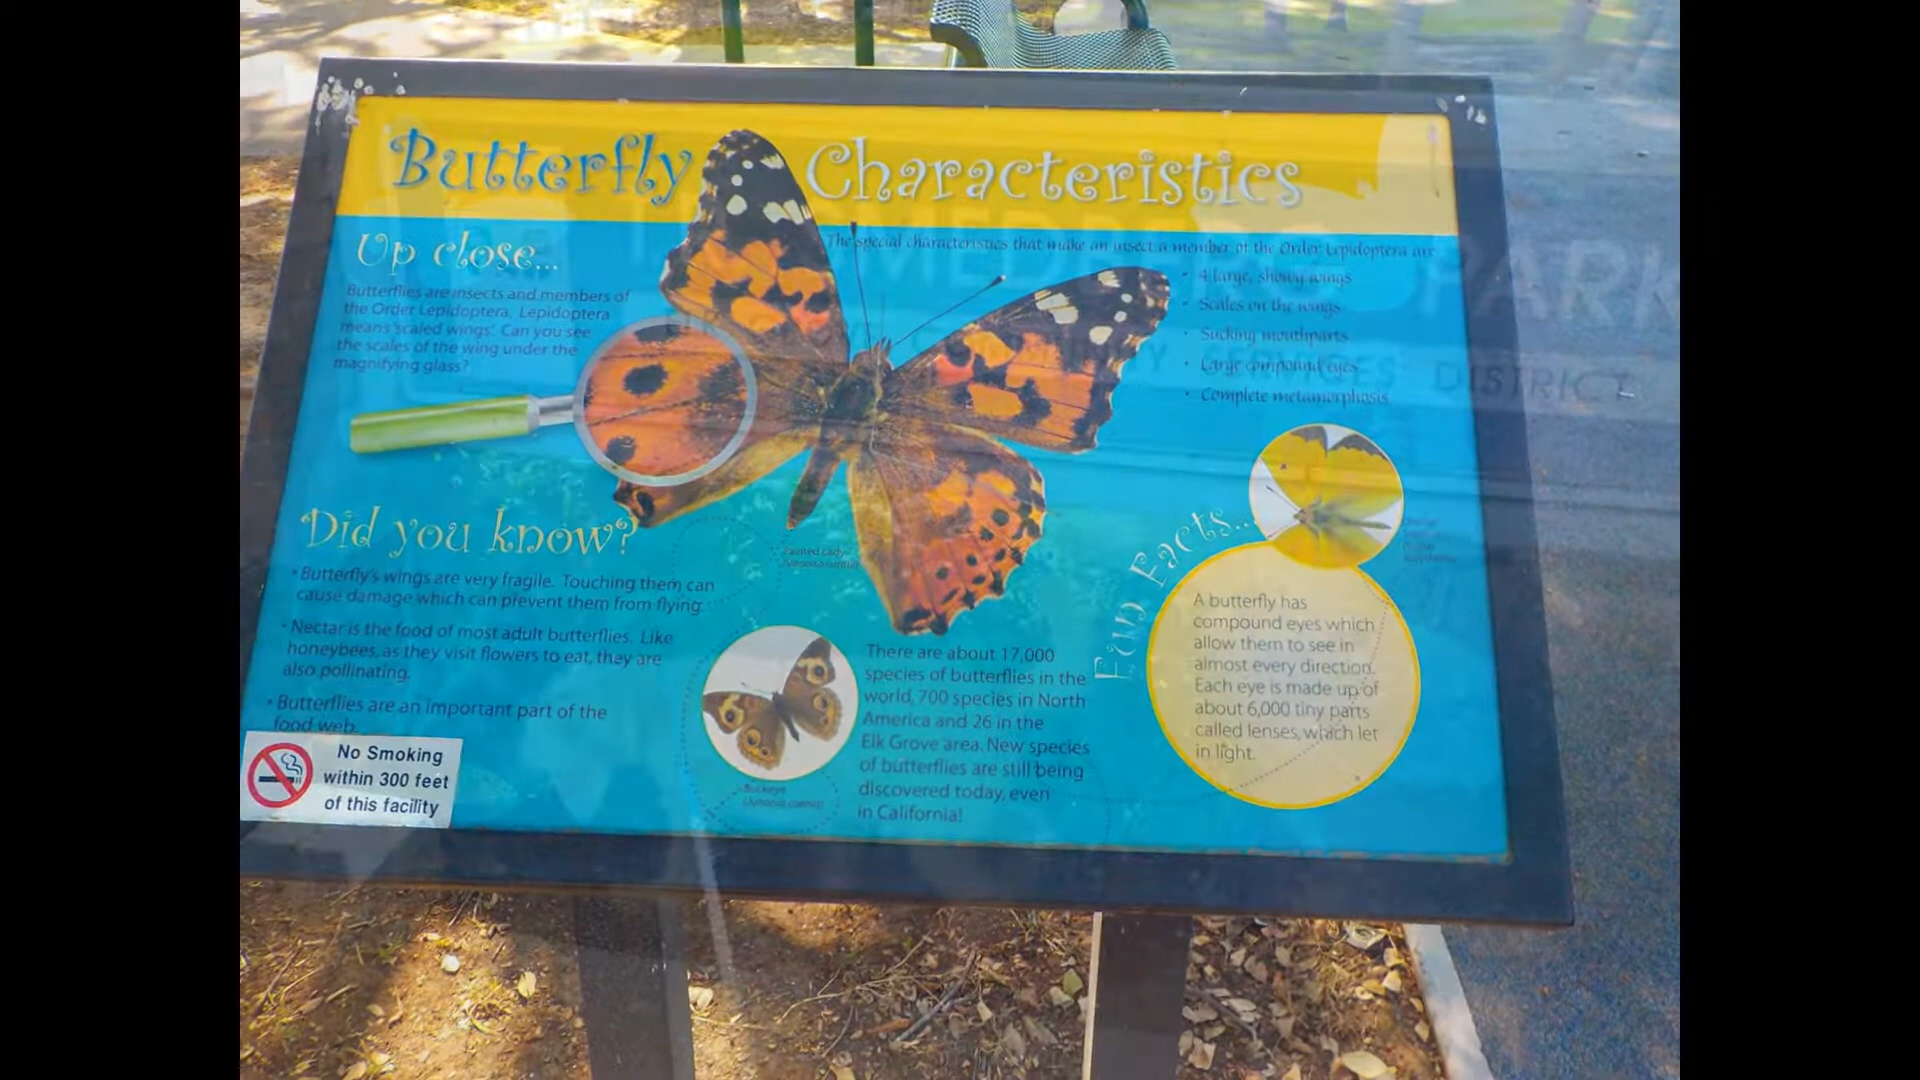 Butterfly Characteristics
Up close...
Butterflies are insects and members of
the Order Lepidoptera. Lepidoptera
means 'scaled wings'. Can you see
the scales of the wing under the
magnifying glass?
The special characteristics that make an insect a member of the Order Lepidoptera are
• 4 large, showy wings
• Scales on the wings
• Sucking mouthparts
• Large compound eyes
• Complete metamorphosis
Did you know?
• Butterfly's wings are very fragile. Touching them can
cause damage which can prevent them from flying.
• Nectar is the food of most adult butterflies. Like
honeybees, as they visit flowers to eat, they are
also pollinating.
• Butterflies are an important part of the
food web.
No Smoking
within 300 feet
of this facility
Painted Lady
Buckeye
(Junonia coenia)
There are about 17,000
species of butterflies in the
world, 700 species in North
America and 26 in the
Elk Grove area. New species
of butterflies are still being
discovered today, even
in California!
Fun Facts...
A butterfly has
compound eyes which
allow them to see in
almost every direction.
Each eye is made up of
about 6,000 tiny parts
called lenses, which let
in light.
PARK
SERVICES DISTRICT